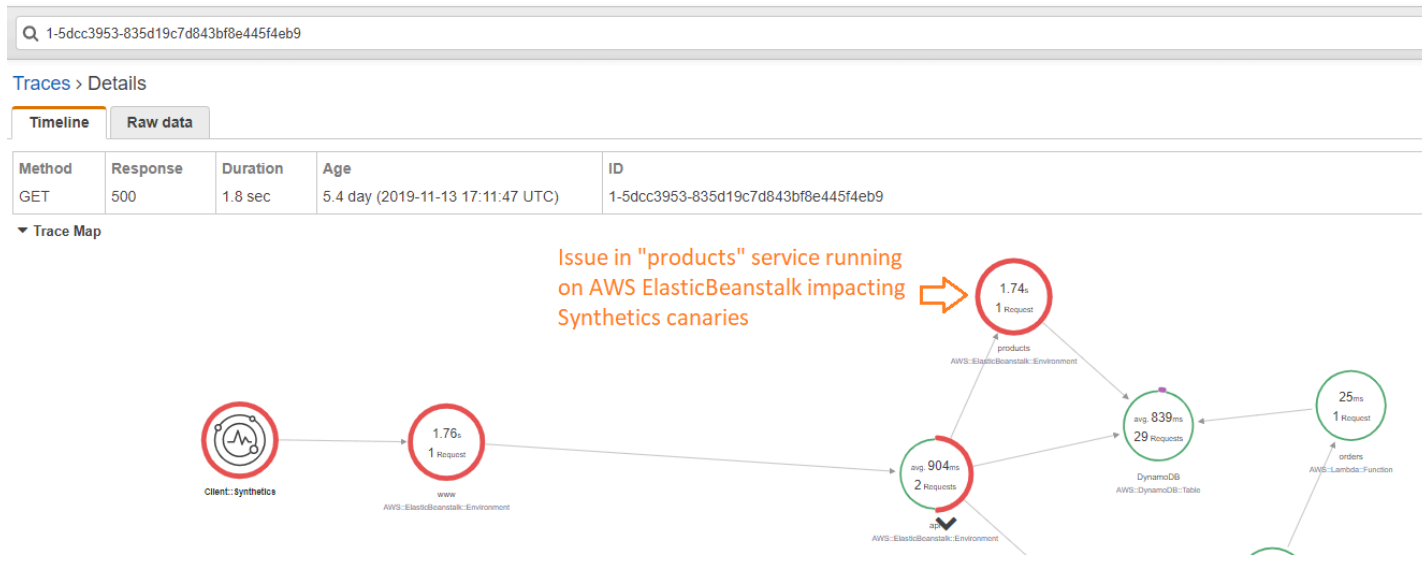 1-5dcc3953-835d19c7d843bf8e445f4eb9
Traces > Details
Timeline Raw data
Method Response Duration Age ID
GET 500 1.8 sec 5.4 day (2019-11-13 17:11:47 UTC) 1-5dcc3953-835d19c7d843bf8e445f4eb9
Trace Map
Issue in "products" service running
on AWS ElasticBeanstalk impacting
Synthetics canaries
1.74s
1 Request
products
AWS::ElasticBeanstalk::Environment
Client::Synthetics
1.76s
1 Request
www
AWS::ElasticBeanstalk::Environment
avg. 904ms
2 Requests
AWS::ElasticBeanstalk::Environment
avg. 839ms
29 Requests
DynamoDB
AWS::DynamoDB::Table
25ms
1 Request
orders
AWS::Lambda::Function